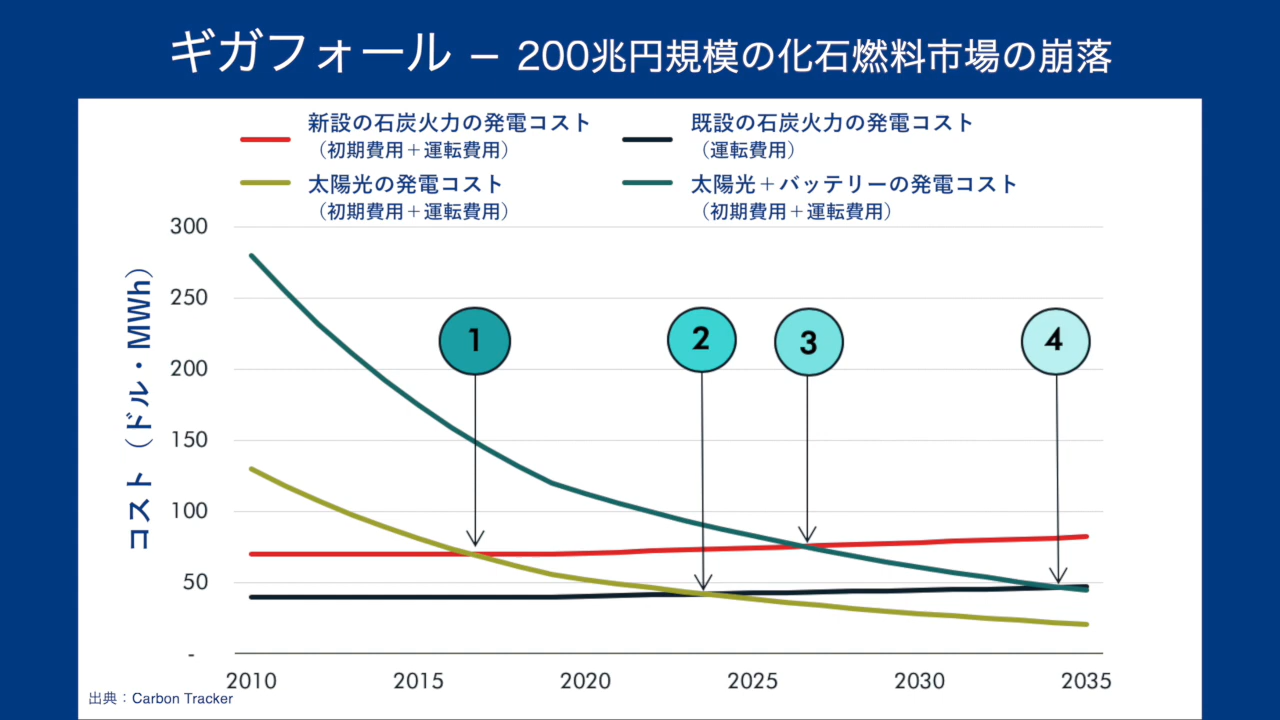 ギガフォール – 200兆円規模の化石燃料市場の崩落
新設の石炭火力の発電コスト
（初期費用＋運転費用）
既設の石炭火力の発電コスト
（運転費用）
太陽光の発電コスト
（初期費用＋運転費用）
太陽光＋バッテリーの発電コスト
（初期費用＋運転費用）
コスト（ドル・MWh）
300
250
200
150
100
50
-
1
2
3
4
2010
2015
2020
2025
2030
2035
出典：Carbon Tracker